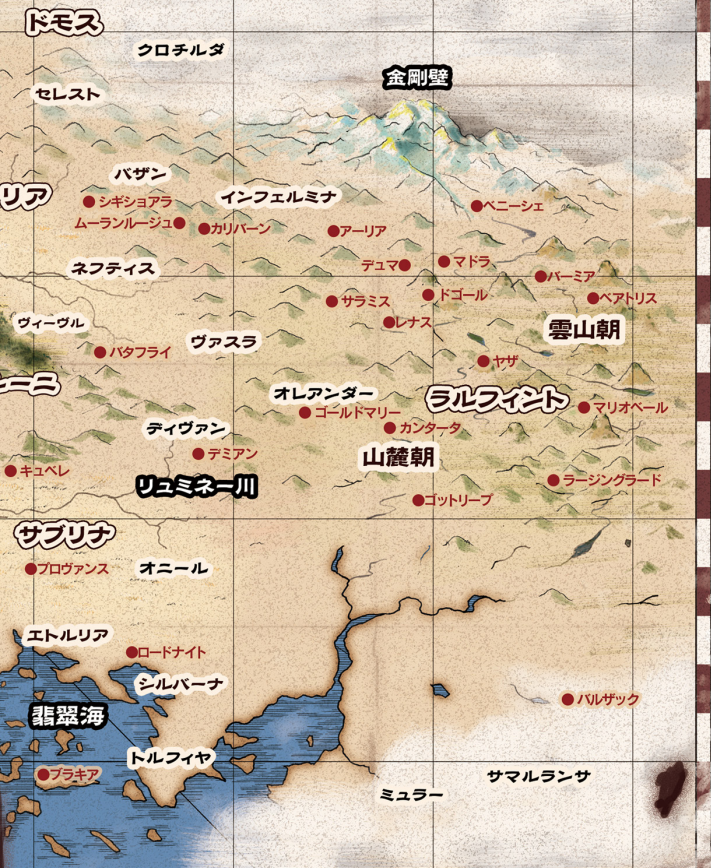 ドモス
クロチルダ
金剛壁
セレスト
バザン
リア
シギショアラ
インフェルミナ
ベニーシェ
ムーランルージュ
カリバーン
アーリア
ネフティス
デュマ
マドラ
バーミア
サラミス
ドゴール
ベアトリス
ヴィーヴル
レナス
雲山朝
バタフライ
ヴァスラ
ヤザ
ーニ
オレアンダー
ラルフィント
ゴールドマリー
マリオベール
ディヴァン
カンタータ
デミアン
山麓朝
キュベレ
リュミネー川
ラージングラード
ゴットリープ
サブリナ
プロヴァンス
オニール
エトルリア
ロードナイト
シルバーナ
バルザック
翡翠海
トルフィヤ
ブラキア
サマルランサ
ミュラー